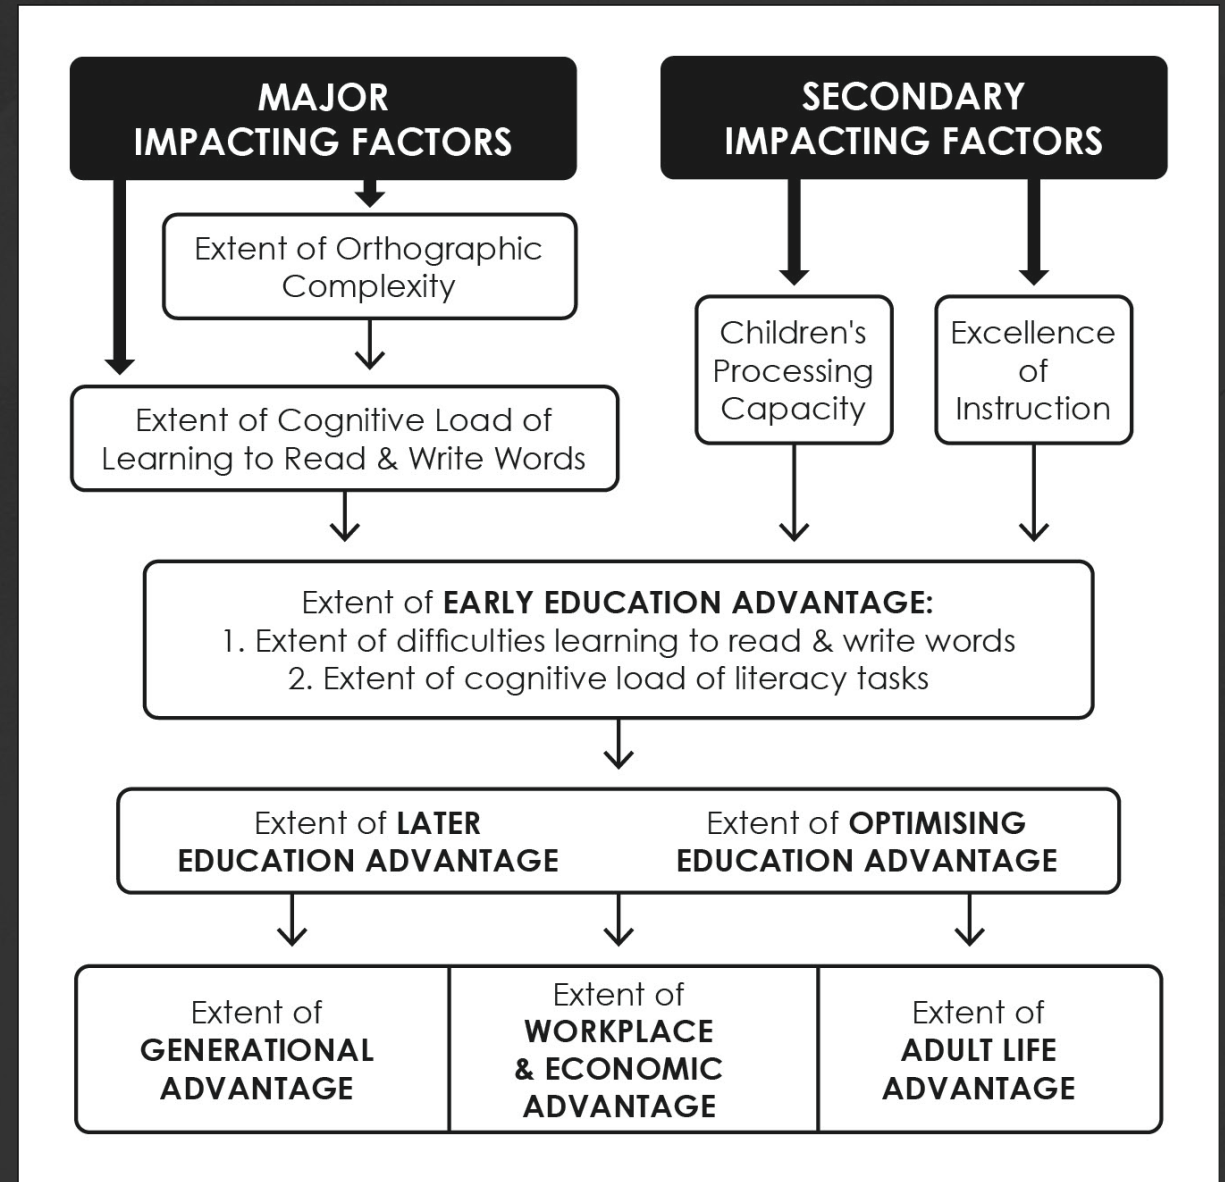 MAJOR
IMPACTING FACTORS
SECONDARY
IMPACTING FACTORS
Extent of Orthographic
Complexity
Children's
Processing
Capacity
Excellence
of
Instruction
Extent of Cognitive Load of
Learning to Read & Write Words
Extent of EARLY EDUCATION ADVANTAGE:
1. Extent of difficulties learning to read & write words
2. Extent of cognitive load of literacy tasks
Extent of LATER
EDUCATION ADVANTAGE
Extent of OPTIMISING
EDUCATION ADVANTAGE
Extent of
GENERATIONAL
ADVANTAGE
Extent of
WORKPLACE
& ECONOMIC
ADVANTAGE
Extent of
ADULT LIFE
ADVANTAGE